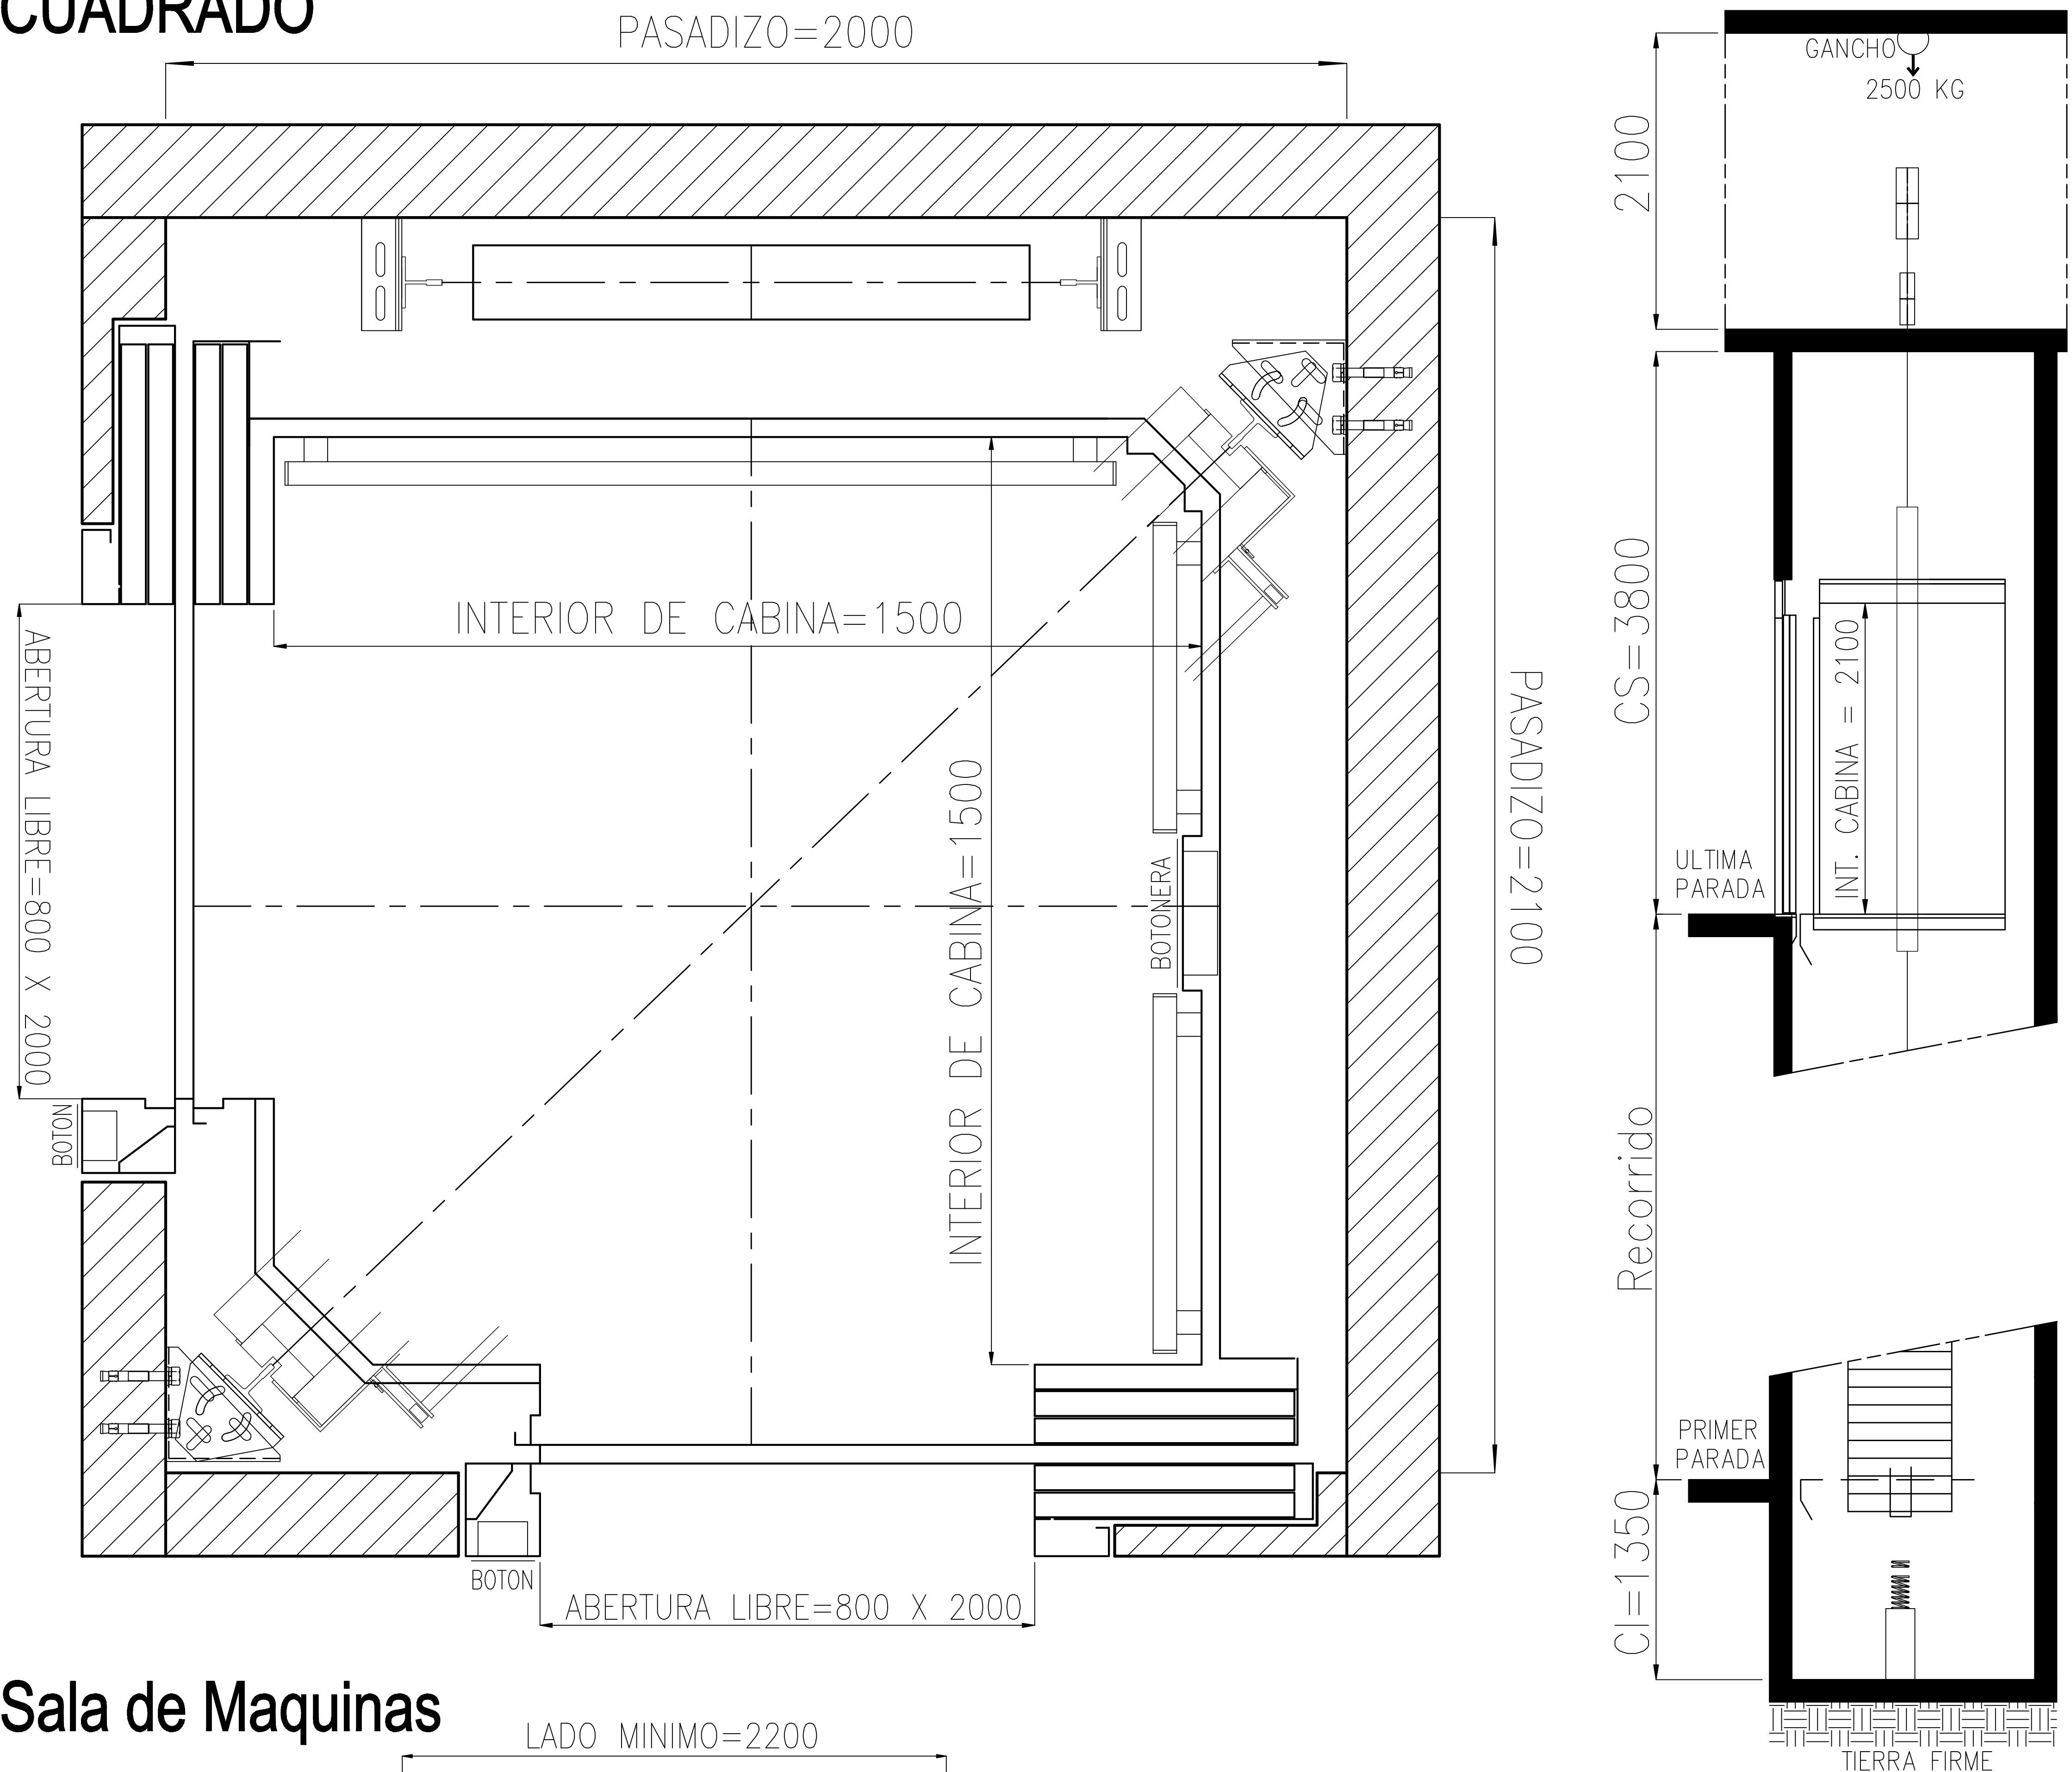 CUADRADO
PASADIZO=2000
GANCHO
2500 KG
2100
INTERIOR DE CABINA=1500
ABERTURA LIBRE=800 X 2000
INTERIOR DE CABINA=1500
BOTONERA
PASADIZO=2100
CS=3800
INT. CABINA = 2100
ULTIMA
PARADA
BOTON
Recorrido
PRIMER
PARADA
CI=1350
BOTON
ABERTURA LIBRE=800 X 2000
Sala de Maquinas
LADO MINIMO=2200
TIERRA FIRME